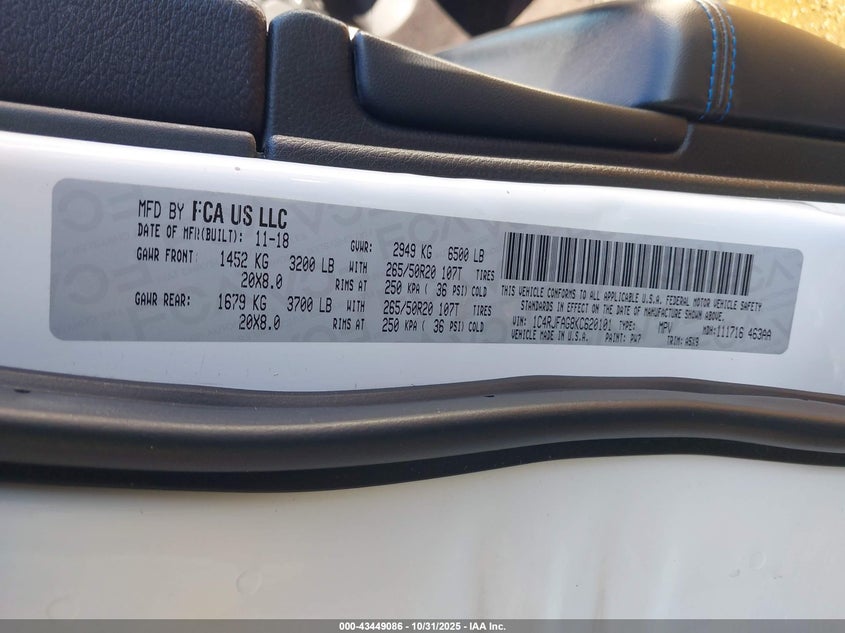 MFD BY FCA US LLC
DATE OF MFR(BUILT): 11-18 GVWR: 2949 KG 6500 LB
GAWR FRONT: 1452 KG 3200 LB WITH 265/50R20 107T TIRES
20X8.0 RIMS AT 250 KPA ( 36 PSI) COLD
GAWR REAR: 1679 KG 3700 LB WITH 265/50R20 107T TIRES
20X8.0 RIMS AT 250 KPA ( 36 PSI) COLD
THIS VEHICLE CONFORMS TO ALL APPLICABLE U.S.A. FEDERAL MOTOR VEHICLE SAFETY
STANDARDS IN EFFECT ON THE DATE OF MANUFACTURE SHOWN ABOVE.
VIN: 1C4RJFAG8KC620101 TYPE: MPV MDH: 111716 463AA
VEHICLE MADE IN U.S.A. PAINT: PW7 TRIM:
000-43449086 - 10/31/2025 - IAA Inc.